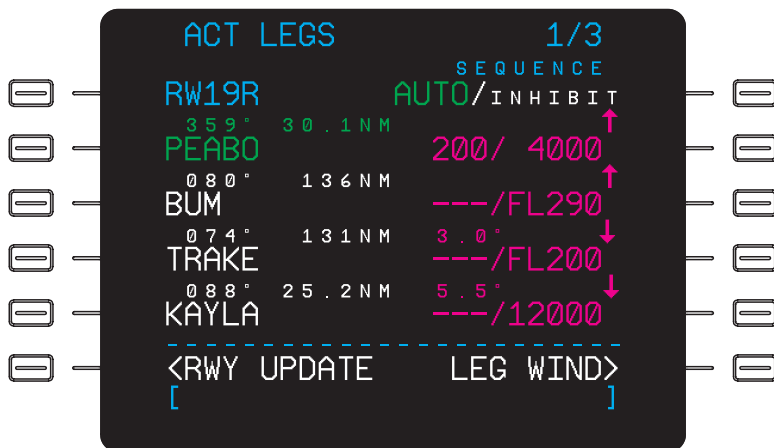 ACT LEGS 1/3
SEQUENCE
RW19R AUTO/INHIBIT
359° 30.1NM ↑
PEABO 200/ 4000
080° 136NM ↑
BUM ---/FL290
074° 131NM 3.0° ↓
TRAKE ---/FL200
088° 25.2NM 5.5° ↓
KAYLA ---/12000
------------------------
<RWY UPDATE LEG WIND>
[ ]